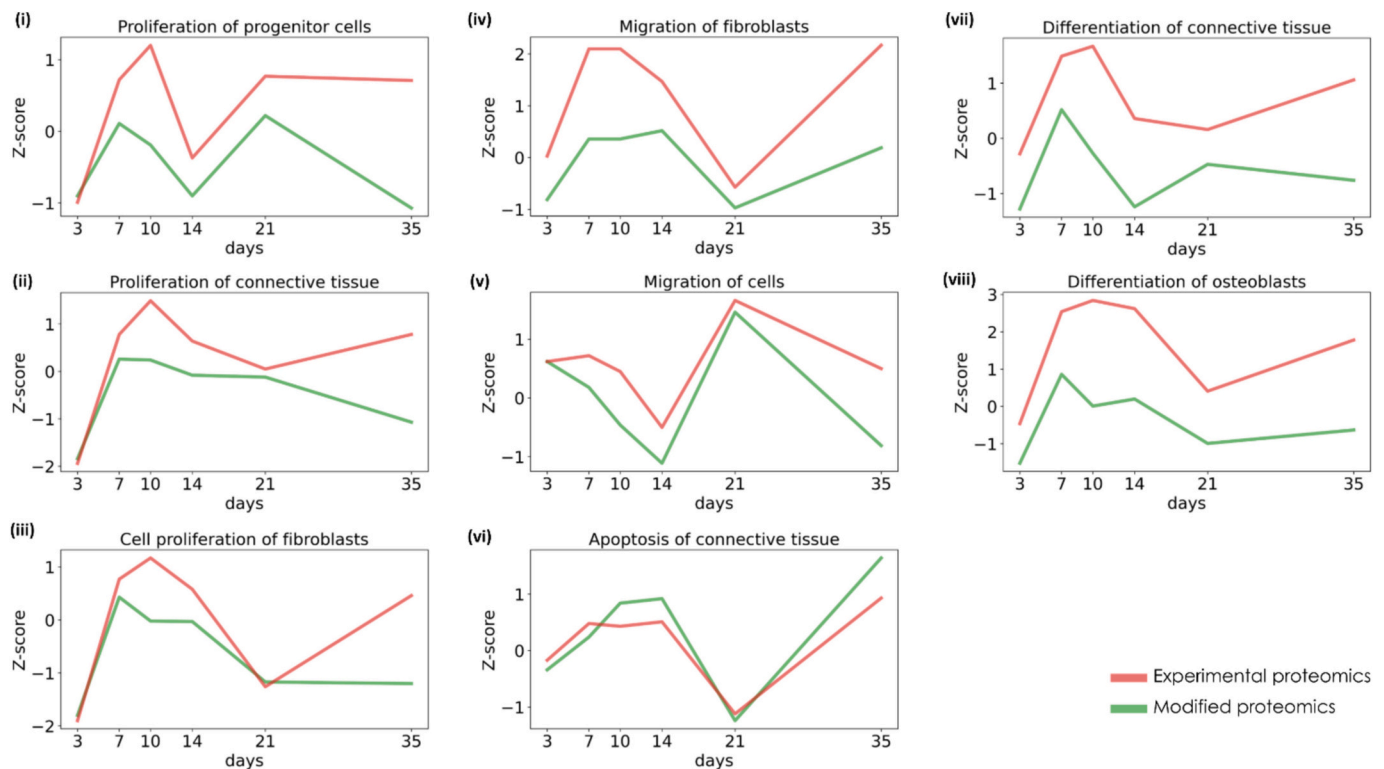 (i)
Proliferation of progenitor cells
Z-score
1
0
−1
3 7 10 14 21 35
days
(ii)
Proliferation of connective tissue
Z-score
1
0
−1
−2
3 7 10 14 21 35
days
(iii)
Cell proliferation of fibroblasts
Z-score
1
0
−1
−2
3 7 10 14 21 35
days
(iv)
Migration of fibroblasts
Z-score
2
1
0
−1
3 7 10 14 21 35
days
(v)
Migration of cells
Z-score
1
0
−1
3 7 10 14 21 35
days
(vi)
Apoptosis of connective tissue
Z-score
1
0
−1
3 7 10 14 21 35
days
(vii)
Differentiation of connective tissue
Z-score
1
0
−1
3 7 10 14 21 35
days
(viii)
Differentiation of osteoblasts
Z-score
3
2
1
0
−1
3 7 10 14 21 35
days
Experimental proteomics
Modified proteomics